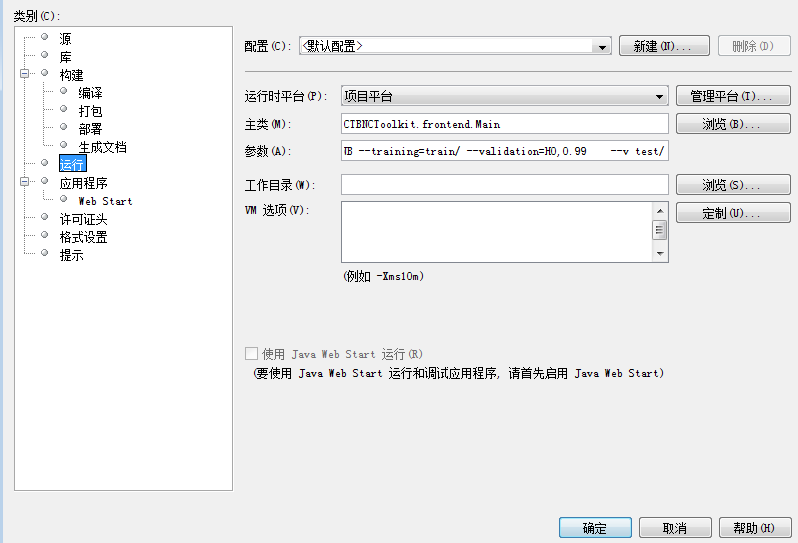 类别(C):
源
库
构建
编译
打包
部署
生成文档
运行
应用程序
Web Start
许可证头
格式设置
提示
配置(C): <默认配置> 新建(N)... 删除(D)
运行时平台(P): 项目平台 管理平台(T)...
主类(M): CTBNCToolkit.frontend.Main 浏览(B)...
参数(A): NB --training=train/ --validation=HO,0.99 --v test/
工作目录(W): 浏览(S)...
VM 选项(V): 定制(U)...
(例如 -Xms10m)
使用 Java Web Start 运行(R)
(要使用 Java Web Start 运行和调试应用程序, 请首先启用 Java Web Start)
确定 取消 帮助(H)